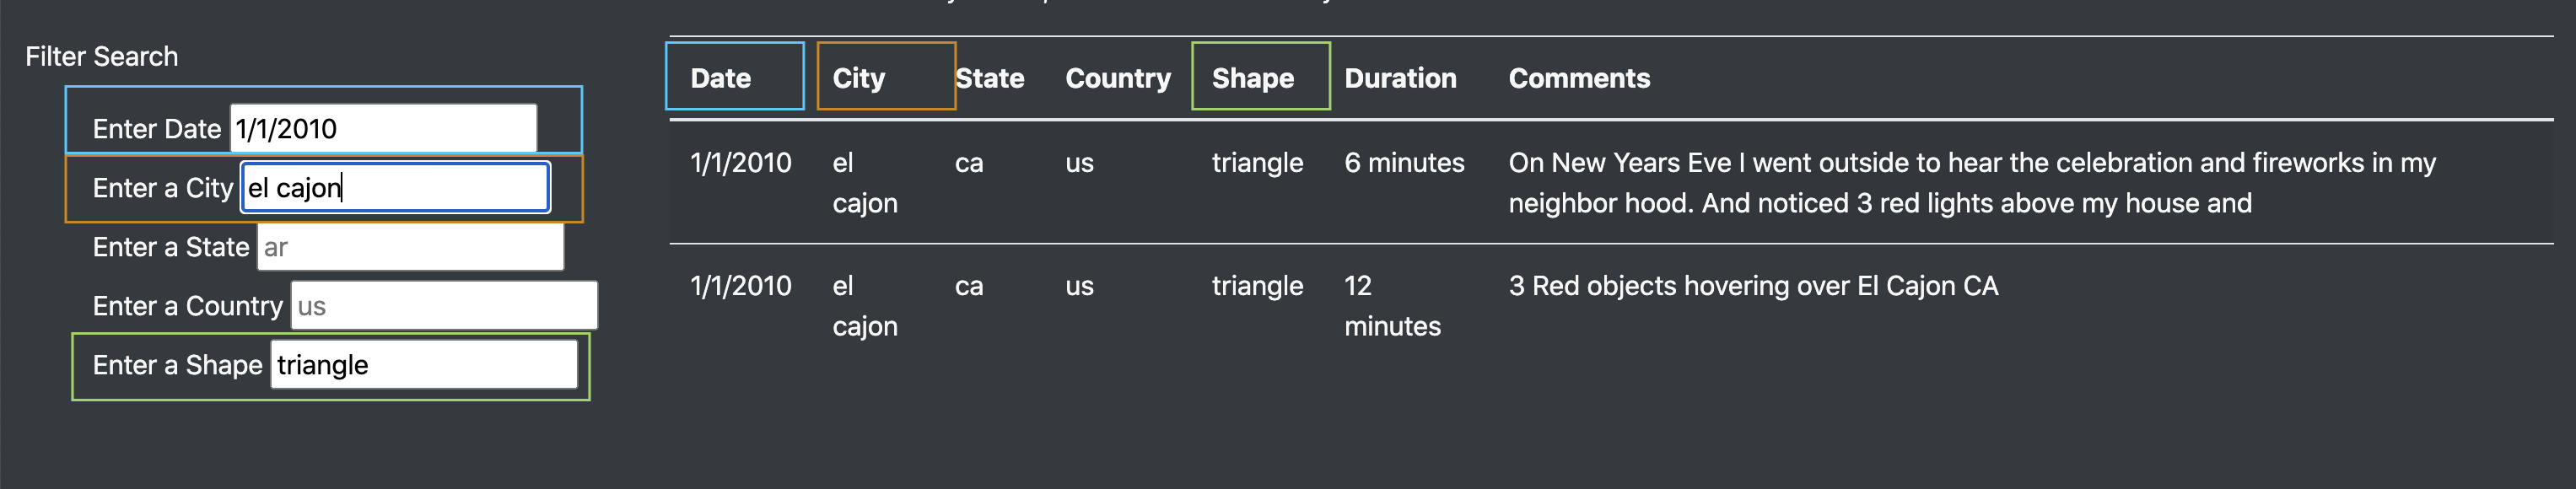 Filter Search
Enter Date 1/1/2010
Enter a City el cajon
Enter a State ar
Enter a Country us
Enter a Shape triangle
Date City State Country Shape Duration Comments
1/1/2010 el cajon ca us triangle 6 minutes On New Years Eve I went outside to hear the celebration and fireworks in my
neighbor hood. And noticed 3 red lights above my house and
1/1/2010 el cajon ca us triangle 12 minutes 3 Red objects hovering over El Cajon CA